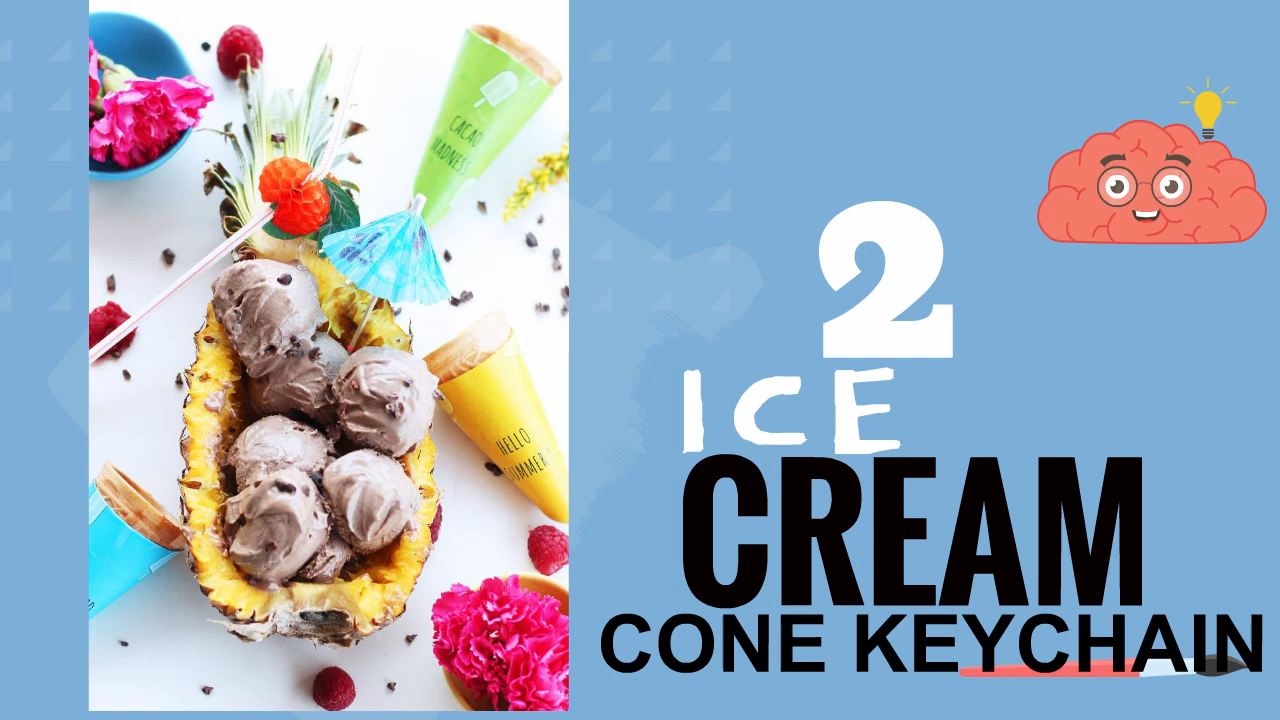 CACAO
MADNESS
2
ICE
HELLO
SUMMER
CREAM
CONE KEYCHAIN